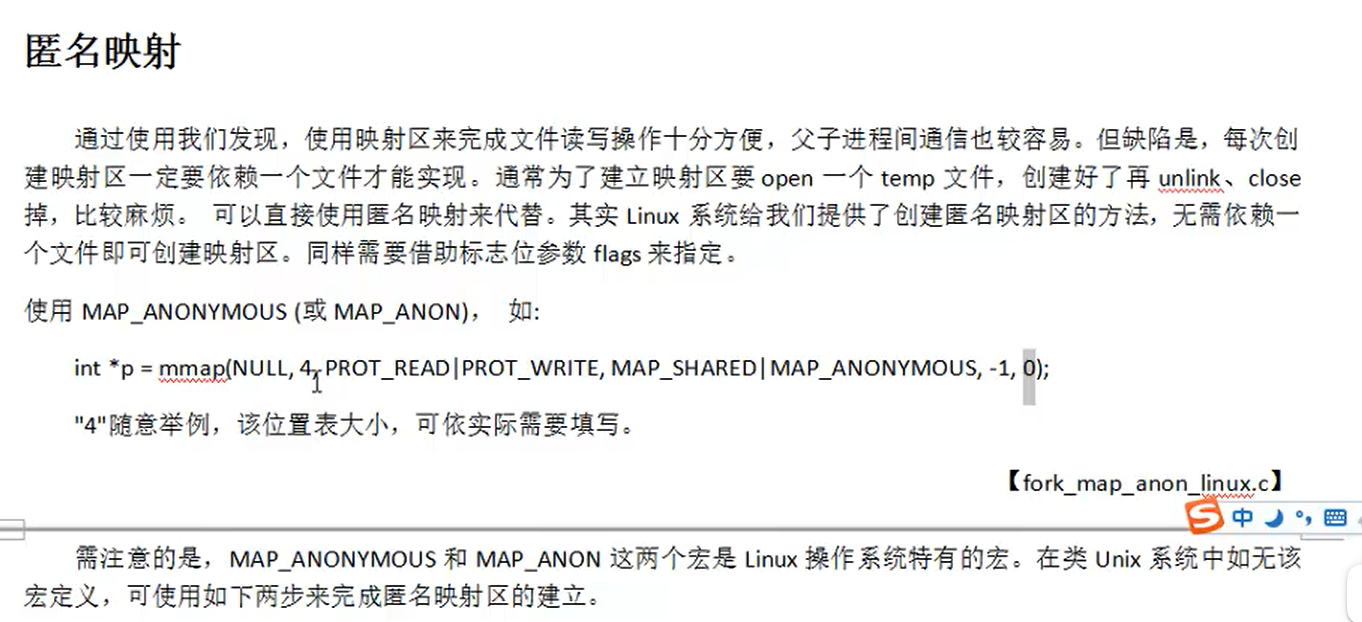 匿名映射
通过使用我们发现，使用映射区来完成文件读写操作十分方便，父子进程间通信也较容易。但缺陷是，每次创
建映射区一定要依赖一个文件才能实现。通常为了建立映射区要 open 一个 temp 文件，创建好了再 unlink、close
掉，比较麻烦。 可以直接使用匿名映射来代替。其实 Linux 系统给我们提供了创建匿名映射区的方法，无需依赖一
个文件即可创建映射区。同样需要借助标志位参数 flags 来指定。
使用 MAP_ANONYMOUS (或 MAP_ANON)， 如:
int *p = mmap(NULL, 4, PROT_READ|PROT_WRITE, MAP_SHARED|MAP_ANONYMOUS, -1, 0);
"4"随意举例，该位置表大小，可依实际需要填写。
【fork_map_anon_linux.c】
S 中
需注意的是，MAP_ANONYMOUS 和 MAP_ANON 这两个宏是 Linux 操作系统特有的宏。在类 Unix 系统中如无该
宏定义，可使用如下两步来完成匿名映射区的建立。